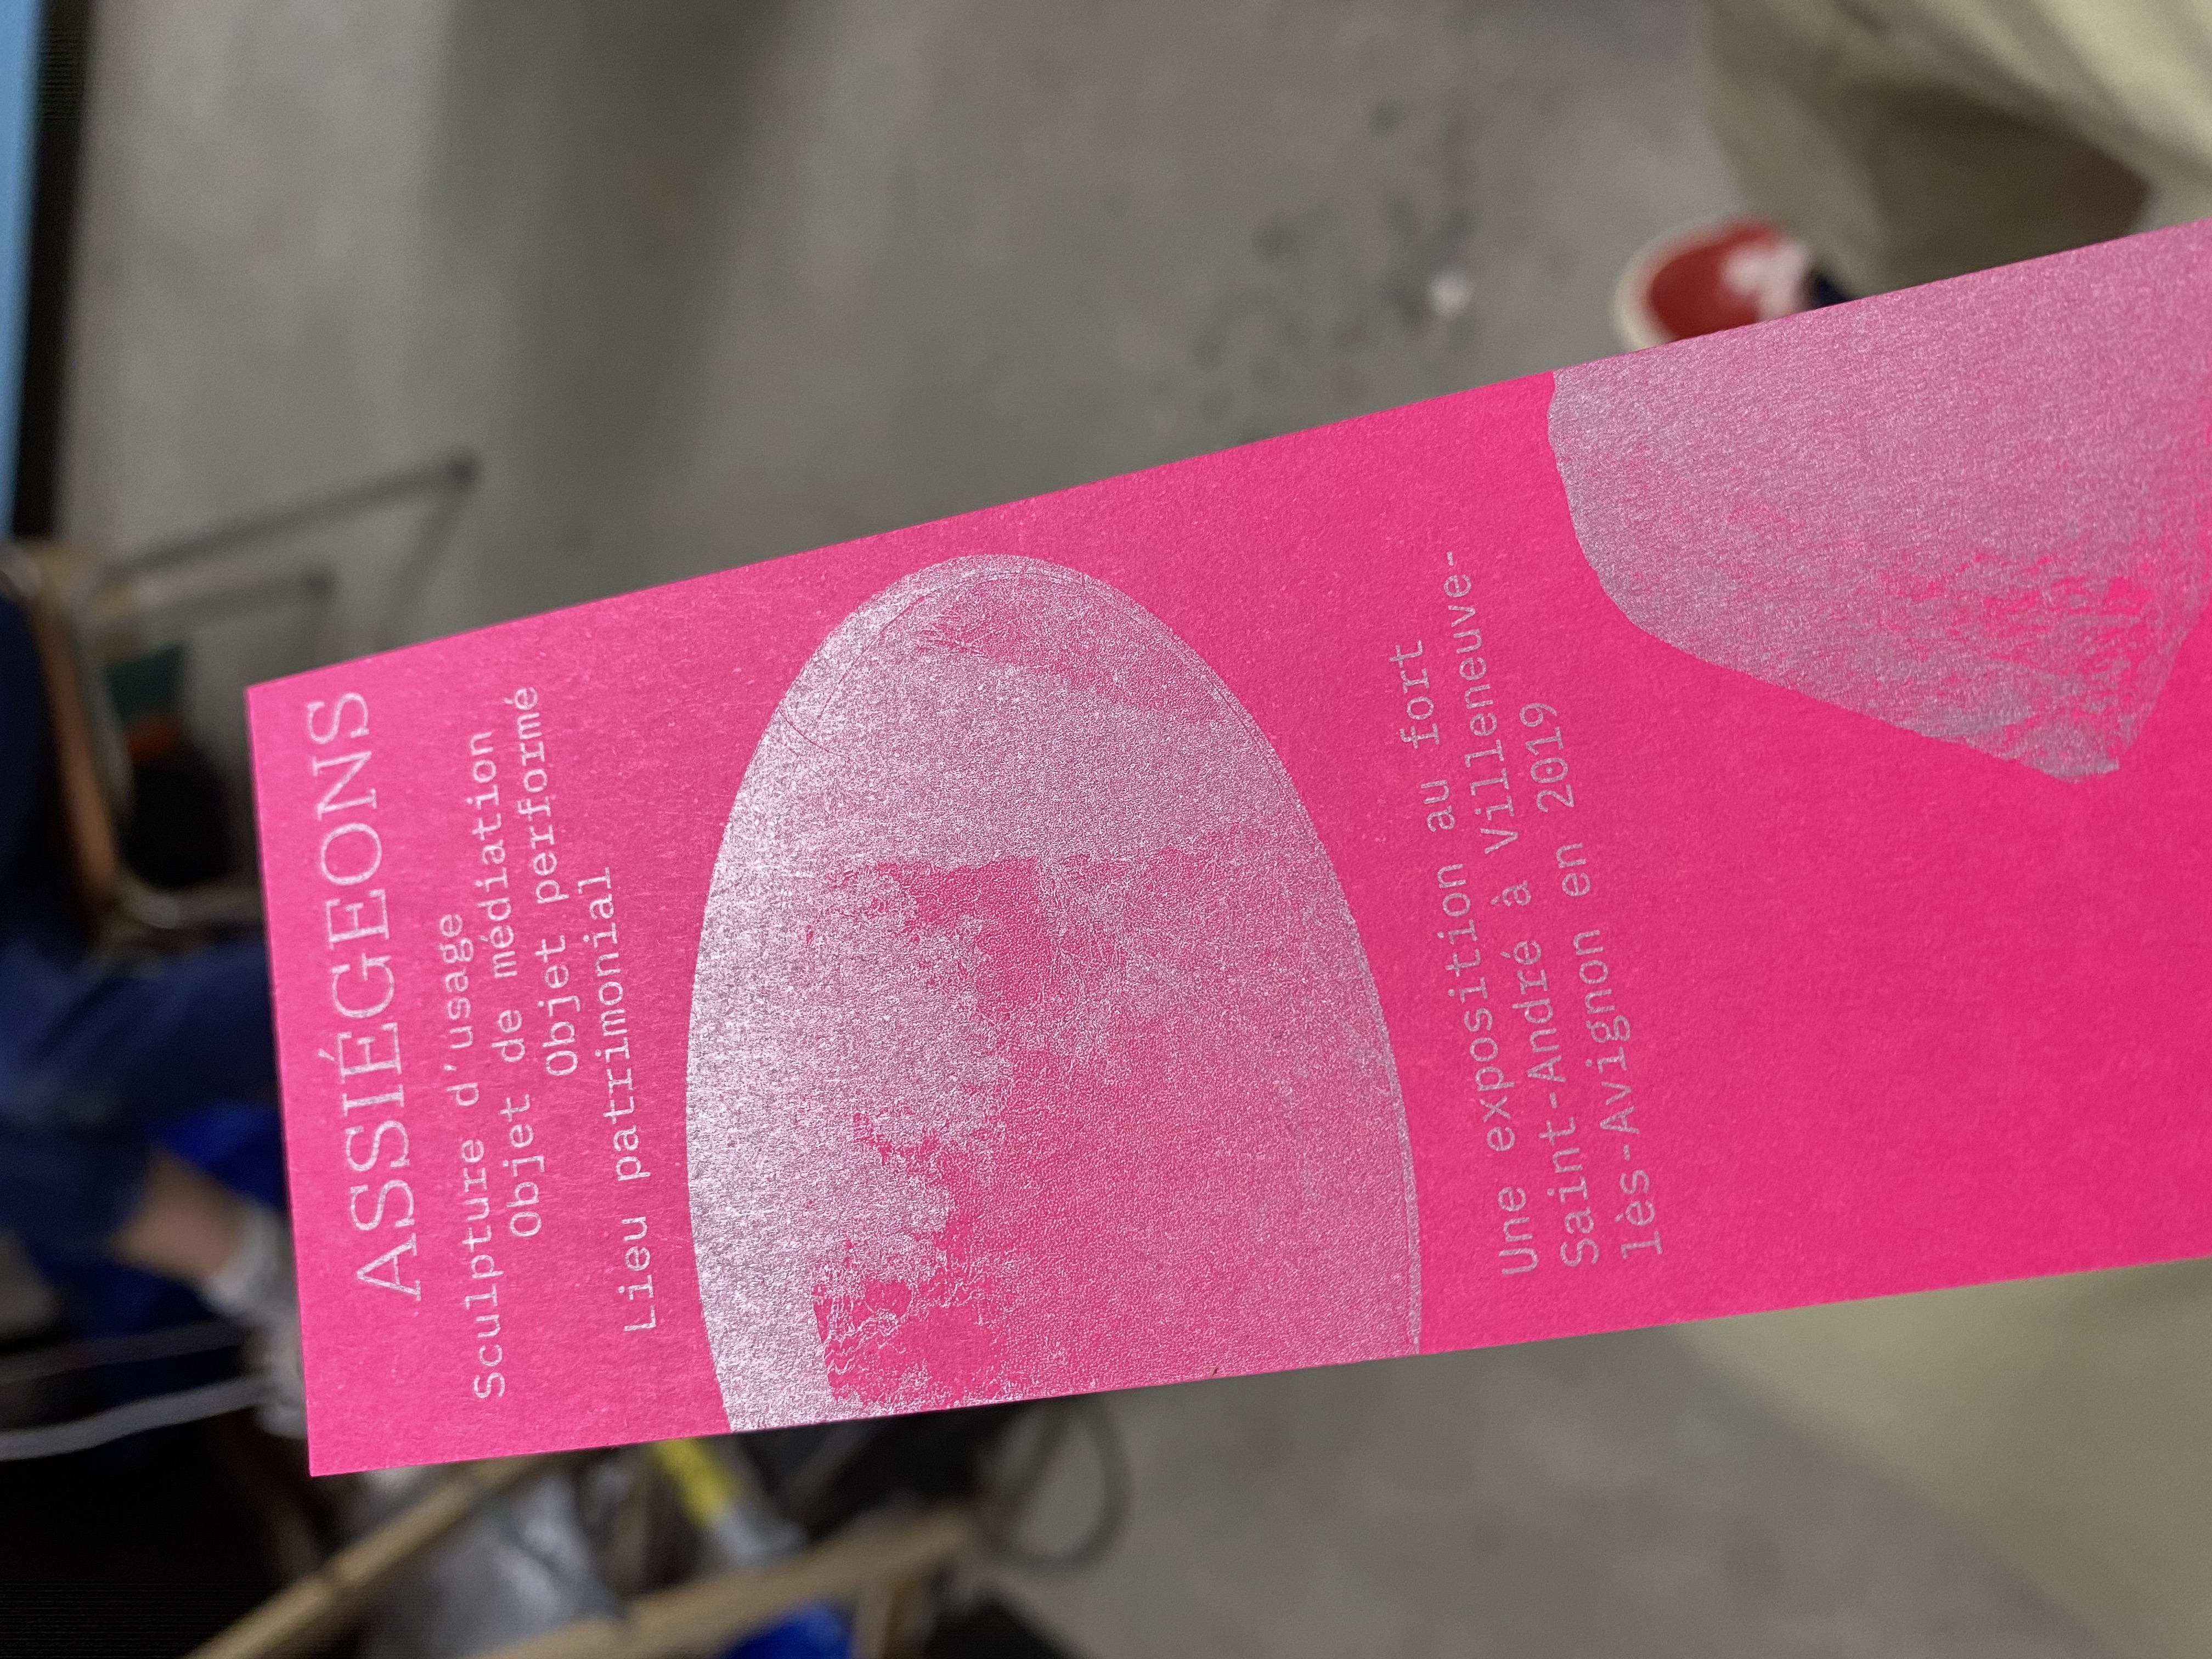 ASSIÉGEONS
Sculpture d'usage
Objet de médiation
Objet performé
Lieu patrimonial
Une exposition au fort
Saint-André à Villeneuve-
lès-Avignon en 2019